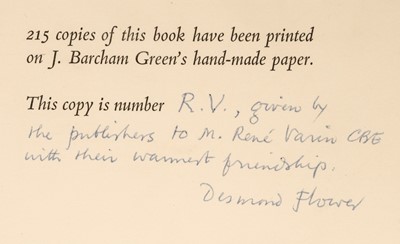 215 copies of this book have been printed
on J. Barcham Green's hand-made paper.
This copy is number R.V., given by
the publishers to M. René Varin CBE
with their warmest friendship.
Desmond Flower